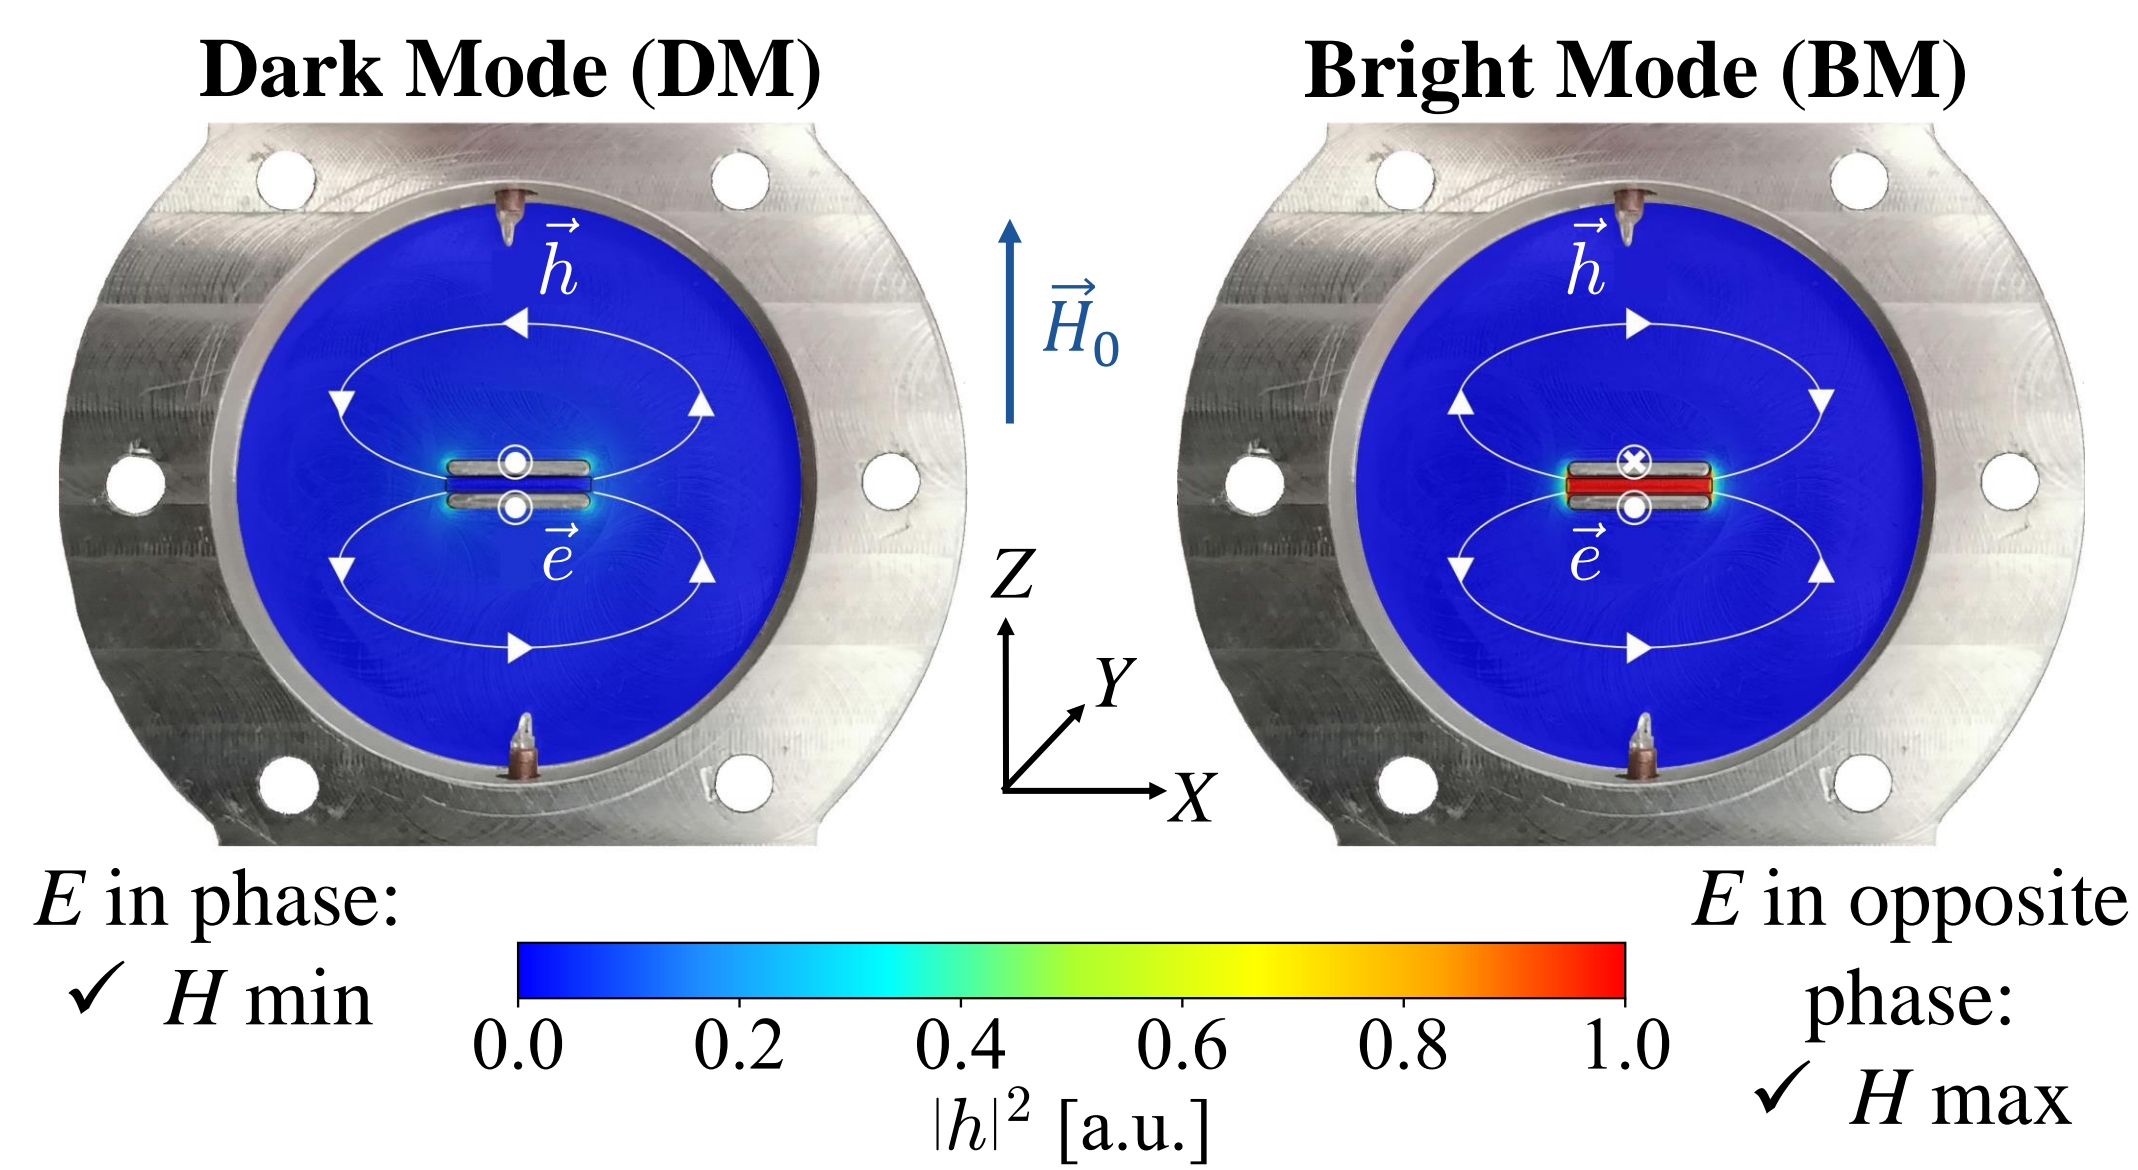 Dark Mode (DM)
Bright Mode (BM)
h⃗
h⃗
H⃗₀
e⃗
e⃗
Z
Y
X
E in phase:
✓ H min
E in opposite
phase:
✓ H max
0.0 0.2 0.4 0.6 0.8 1.0
|h|² [a.u.]